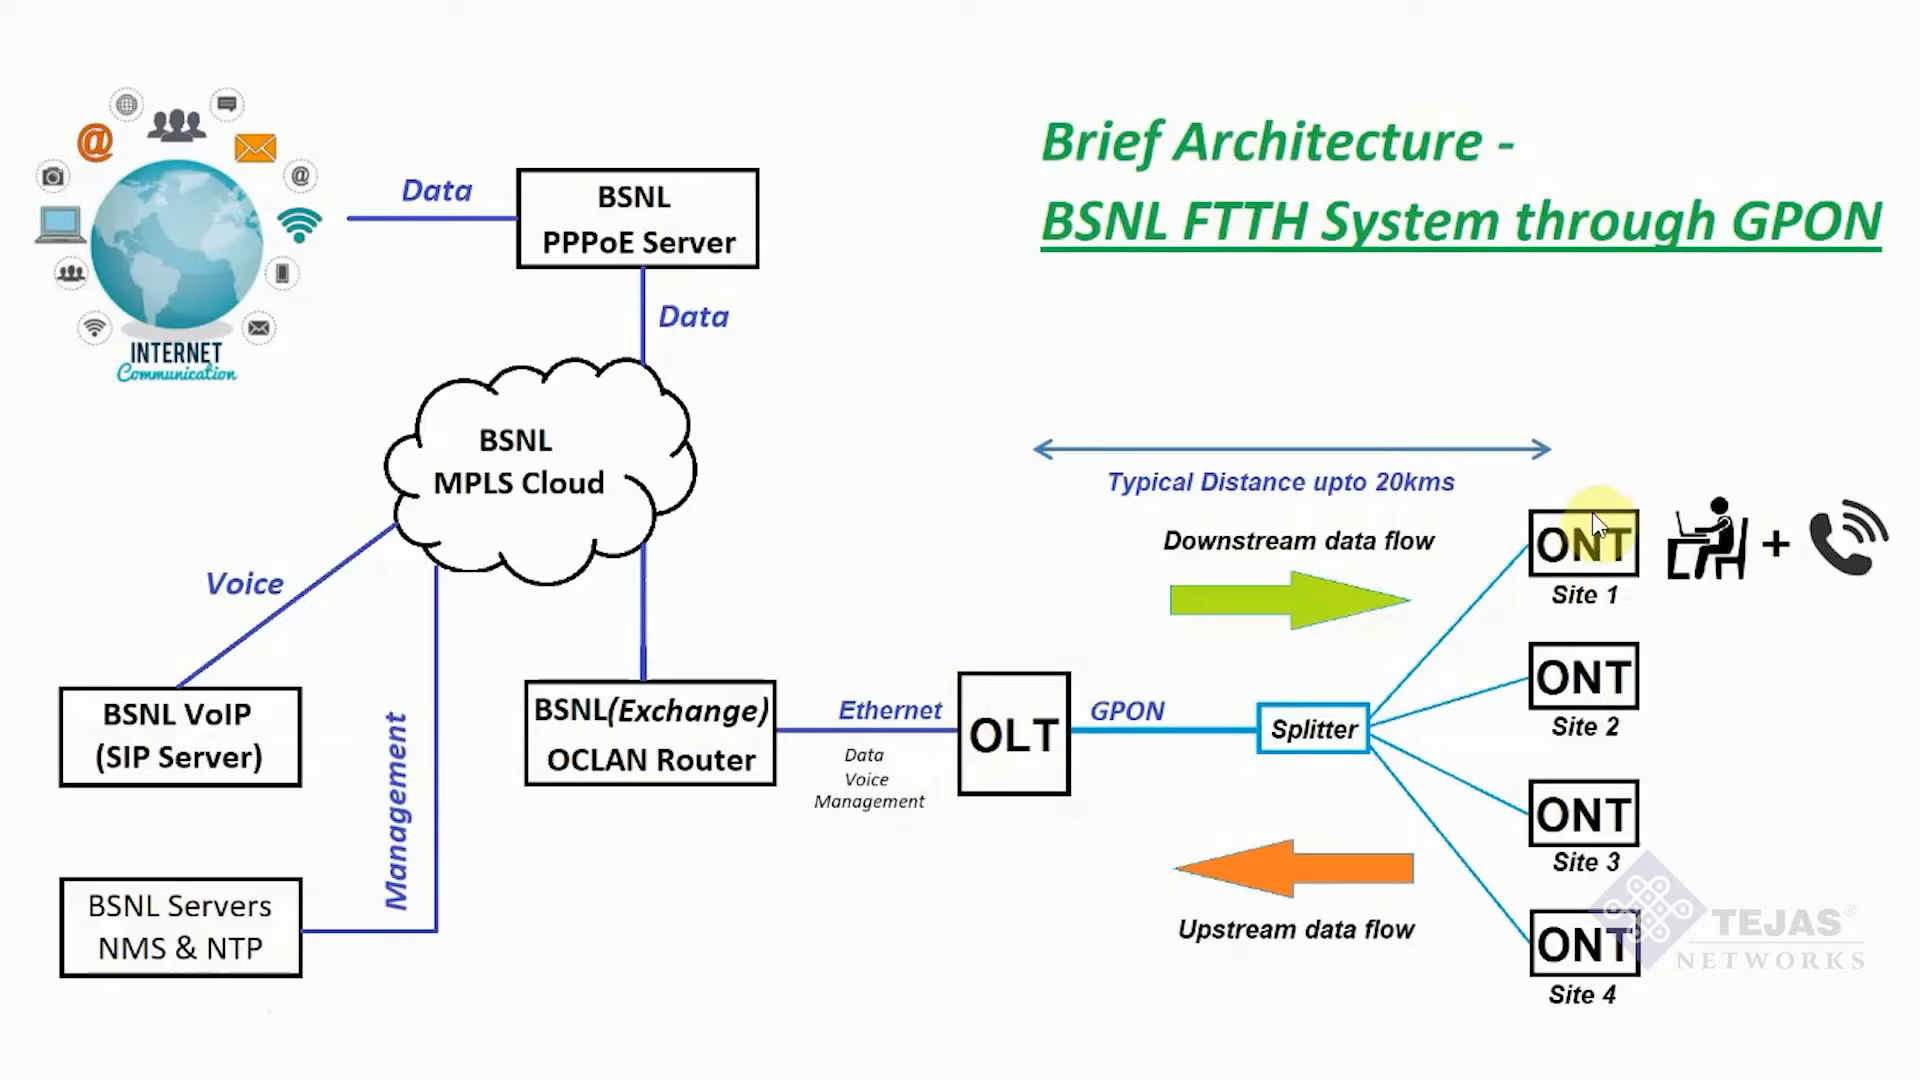 Brief Architecture -
BSNL FTTH System through GPON
INTERNET
Communication
Data
BSNL
PPPoE Server
Data
BSNL
MPLS Cloud
Voice
BSNL VoIP
(SIP Server)
Management
BSNL Servers
NMS & NTP
BSNL(Exchange)
OCLAN Router
Ethernet
Data
Voice
Management
OLT
GPON
Splitter
Typical Distance upto 20kms
Downstream data flow
Upstream data flow
ONT
Site 1
+
ONT
Site 2
ONT
Site 3
ONT
Site 4
TEJAS®
NETWORKS